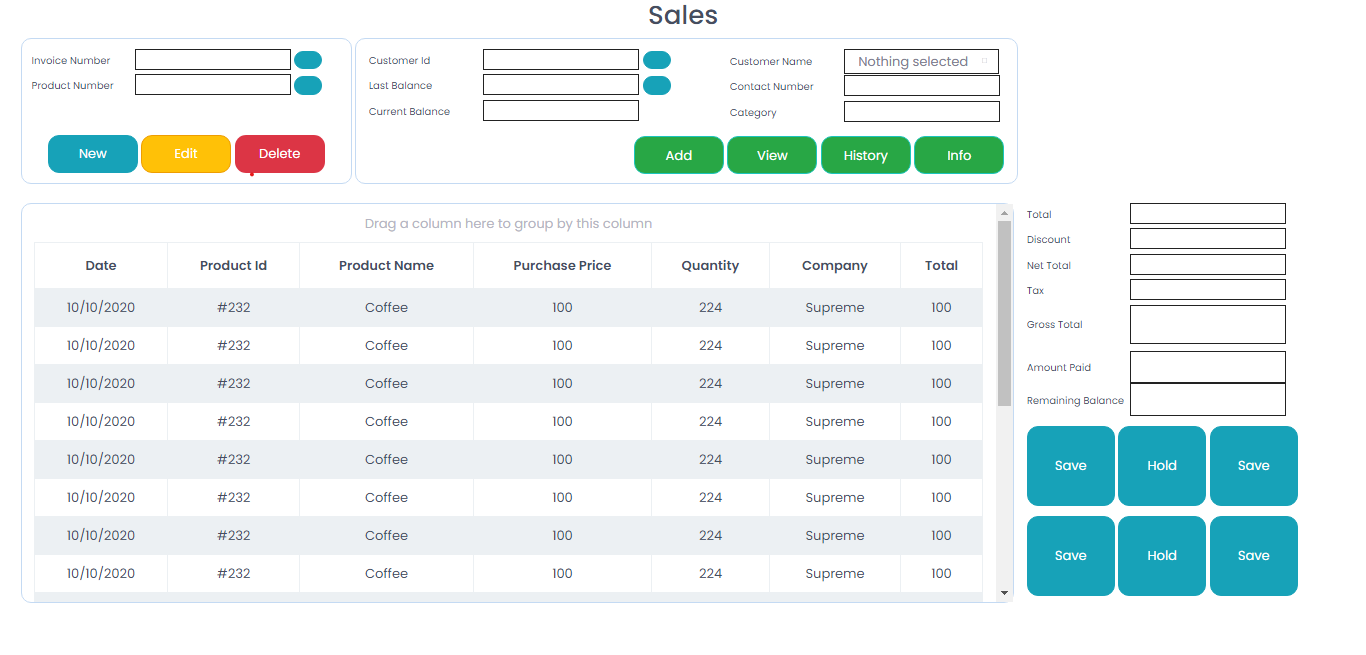 Sales
Invoice Number
Product Number
New Edit Delete
Customer Id
Last Balance
Current Balance
Customer Name Nothing selected
Contact Number
Category
Add View History Info
Drag a column here to group by this column
Date Product Id Product Name Purchase Price Quantity Company Total
10/10/2020 #232 Coffee 100 224 Supreme 100
10/10/2020 #232 Coffee 100 224 Supreme 100
10/10/2020 #232 Coffee 100 224 Supreme 100
10/10/2020 #232 Coffee 100 224 Supreme 100
10/10/2020 #232 Coffee 100 224 Supreme 100
10/10/2020 #232 Coffee 100 224 Supreme 100
10/10/2020 #232 Coffee 100 224 Supreme 100
10/10/2020 #232 Coffee 100 224 Supreme 100
Total
Discount
Net Total
Tax
Gross Total
Amount Paid
Remaining Balance
Save Hold Save
Save Hold Save